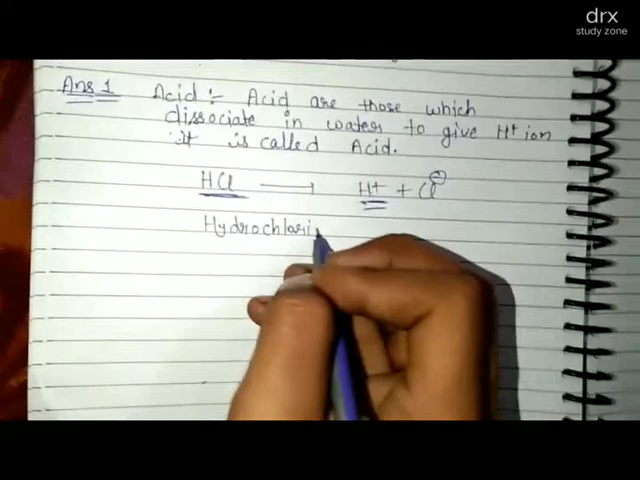 drx
study zone
Ans 1 Acid :- Acid are those which
dissociate in water to give H+ ion
it is called Acid.
HCl → H+ + Cl⊖
Hydrochlori